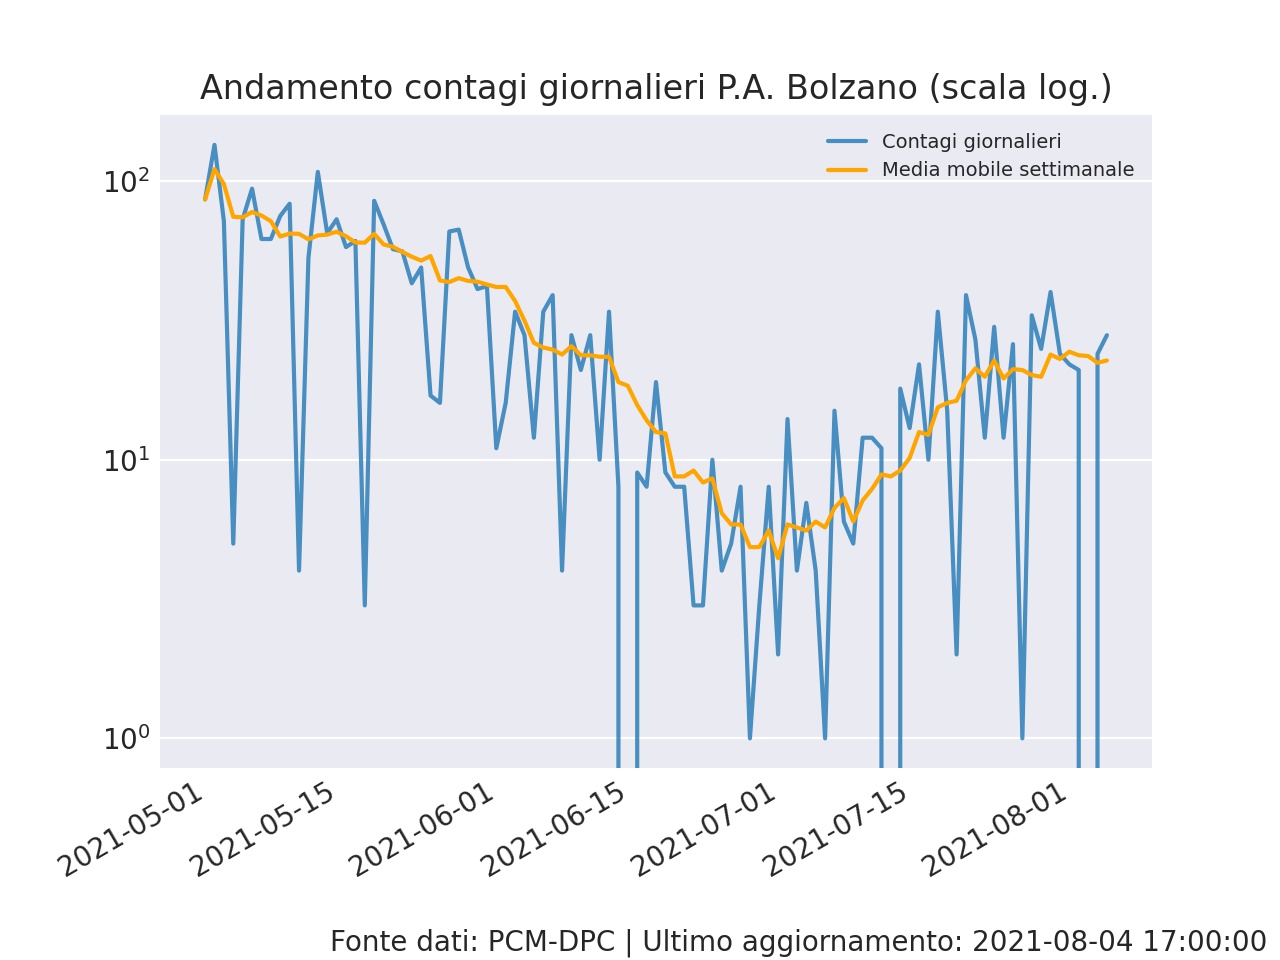 Andamento contagi giornalieri P.A. Bolzano (scala log.)
Contagi giornalieri
Media mobile settimanale
10²
10¹
10⁰
2021-05-01
2021-05-15
2021-06-01
2021-06-15
2021-07-01
2021-07-15
2021-08-01
Fonte dati: PCM-DPC | Ultimo aggiornamento: 2021-08-04 17:00:00